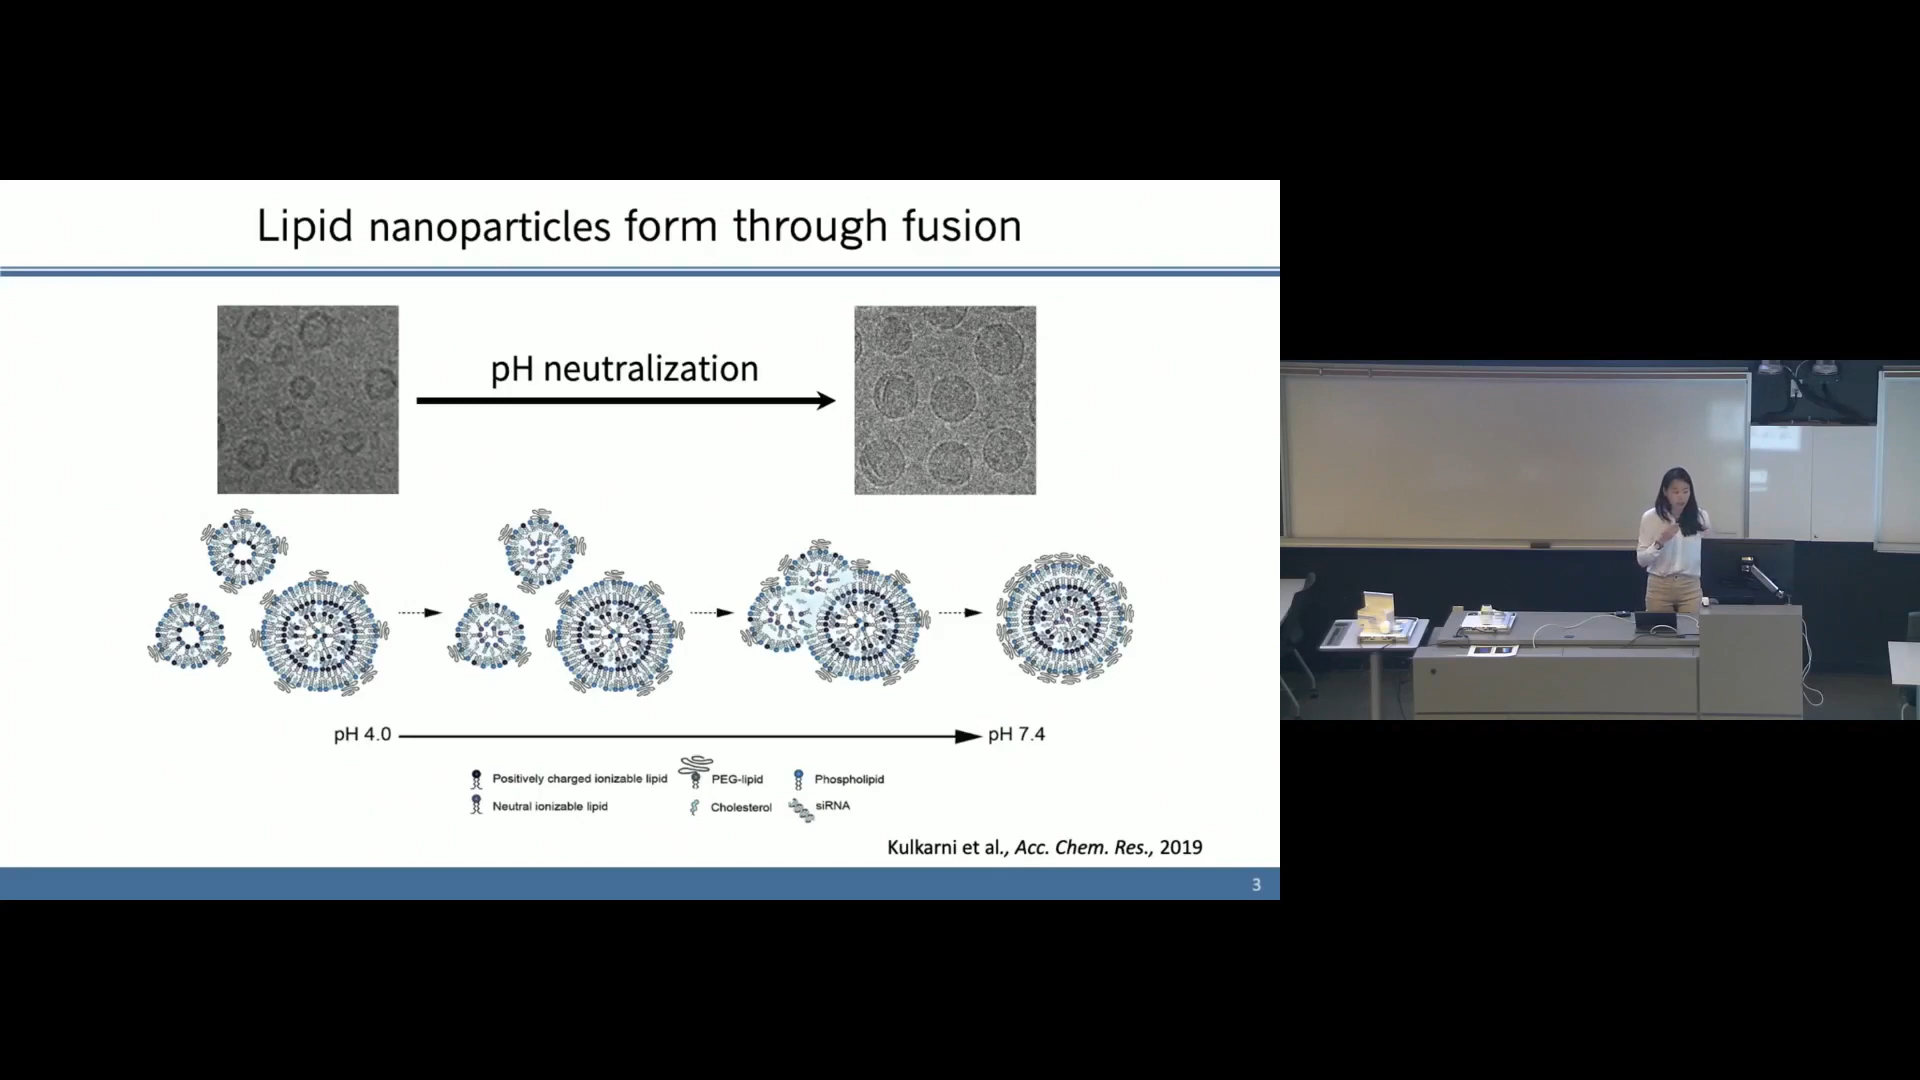 Lipid nanoparticles form through fusion
pH neutralization
pH 4.0
pH 7.4
Positively charged ionizable lipid
PEG-lipid
Phospholipid
Neutral ionizable lipid
Cholesterol
siRNA
Kulkarni et al., Acc. Chem. Res., 2019
3